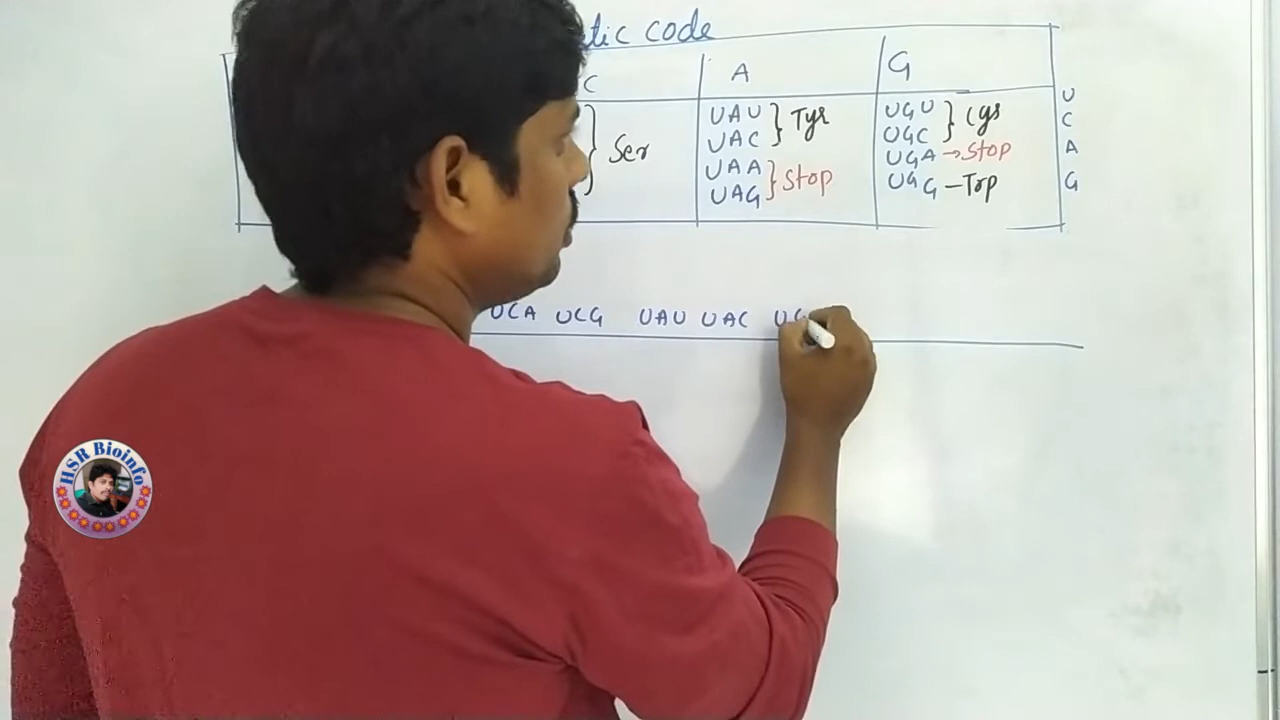 etic code
C A G
UAU } Tyr UGU } Cys U
UAC UGC C
Ser UAA } Stop UGA → Stop A
UAG UGG – Trp G
UCA UCG UAU UAC UG
HSR Bioinfo